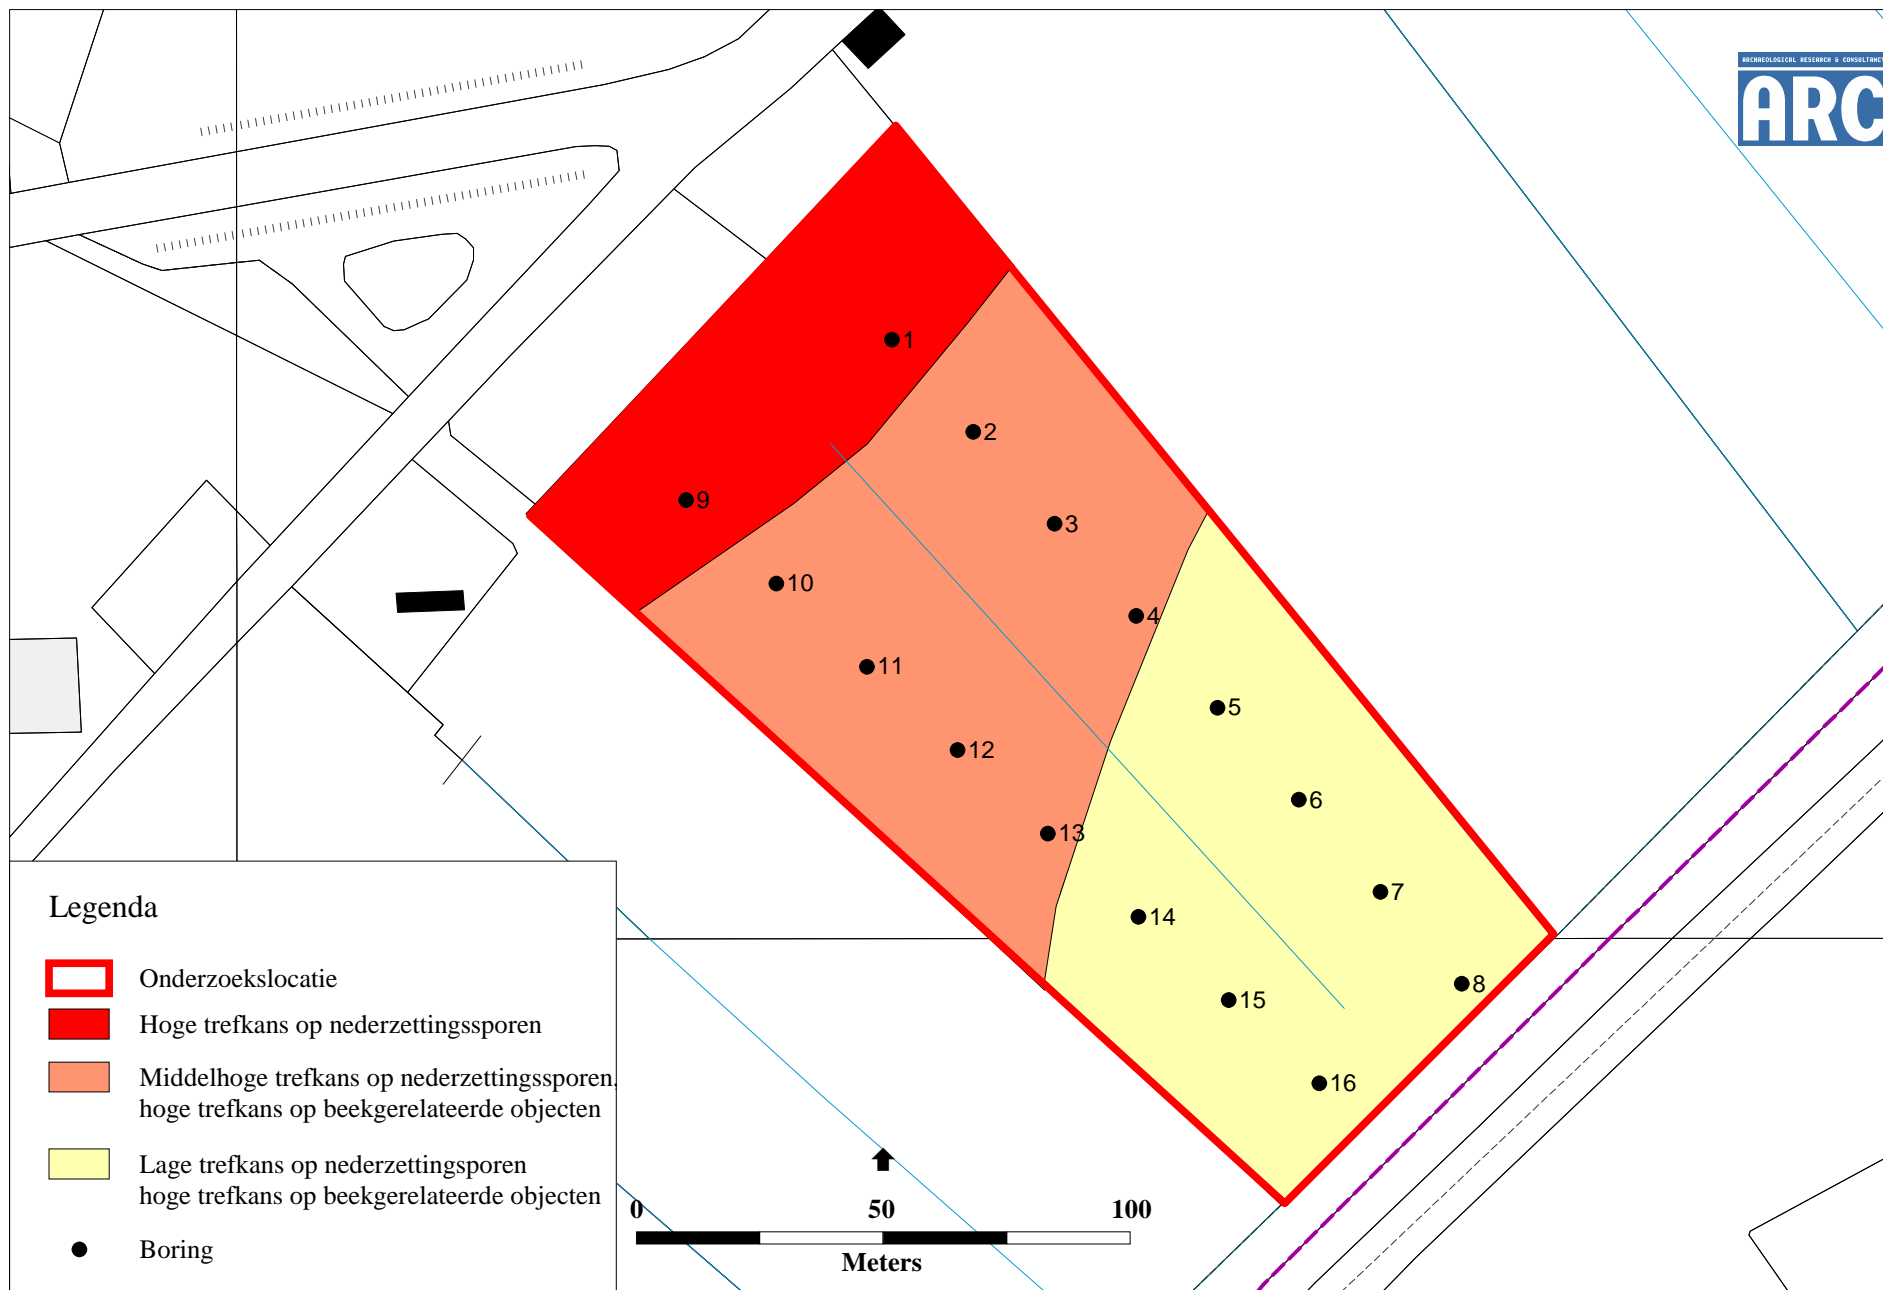 ARCHAEOLOGICAL RESEARCH & CONSULTANCY
ARC
1
2
9
3
10
4
11
5
12
6
13
7
14
8
15
16
Legenda
Onderzoekslocatie
Hoge trefkans op nederzettingssporen
Middelhoge trefkans op nederzettingssporen,
hoge trefkans op beekgerelateerde objecten
Lage trefkans op nederzettingsporen
hoge trefkans op beekgerelateerde objecten
Boring
0 50 100
Meters